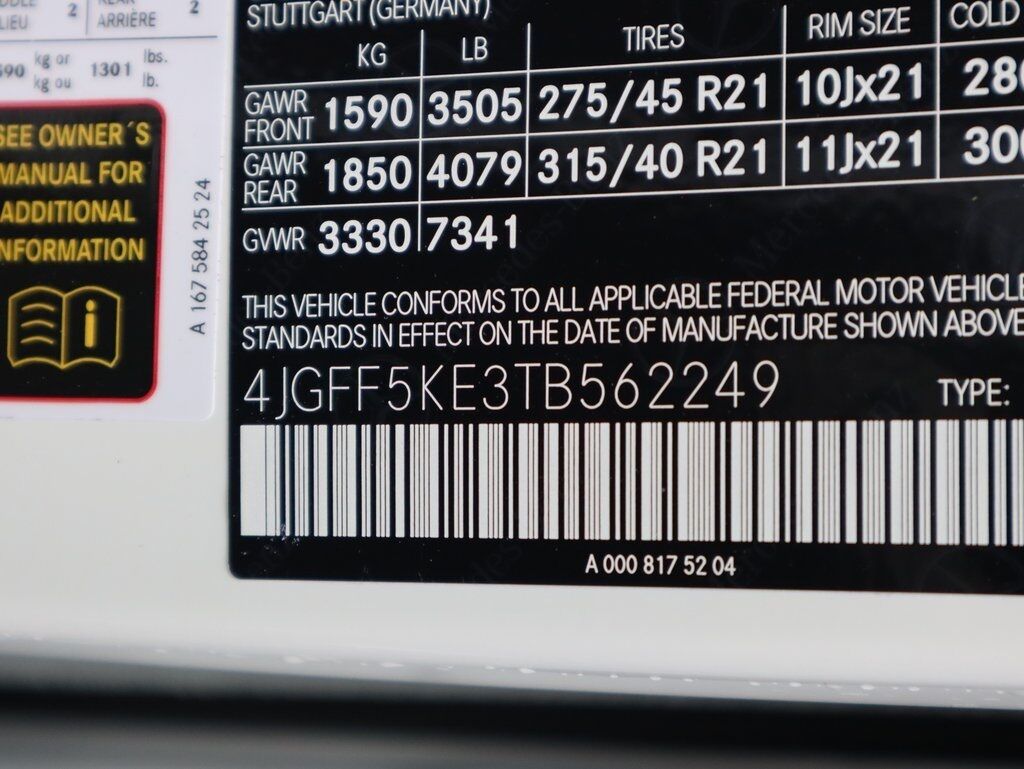 2
2
LIEU
ARRIÈRE
kg or
lbs.
kg ou
1301
lb.
SEE OWNER´S
MANUAL FOR
ADDITIONAL
INFORMATION
A 167 584 25 24
STUTTGART (GERMANY)
KG LB TIRES RIM SIZE COLD
GAWR FRONT 1590 3505 275/45 R21 10Jx21 280
GAWR REAR 1850 4079 315/40 R21 11Jx21 300
GVWR 3330 7341
THIS VEHICLE CONFORMS TO ALL APPLICABLE FEDERAL MOTOR VEHICLE
STANDARDS IN EFFECT ON THE DATE OF MANUFACTURE SHOWN ABOVE
4JGFF5KE3TB562249 TYPE:
A 000 817 52 04